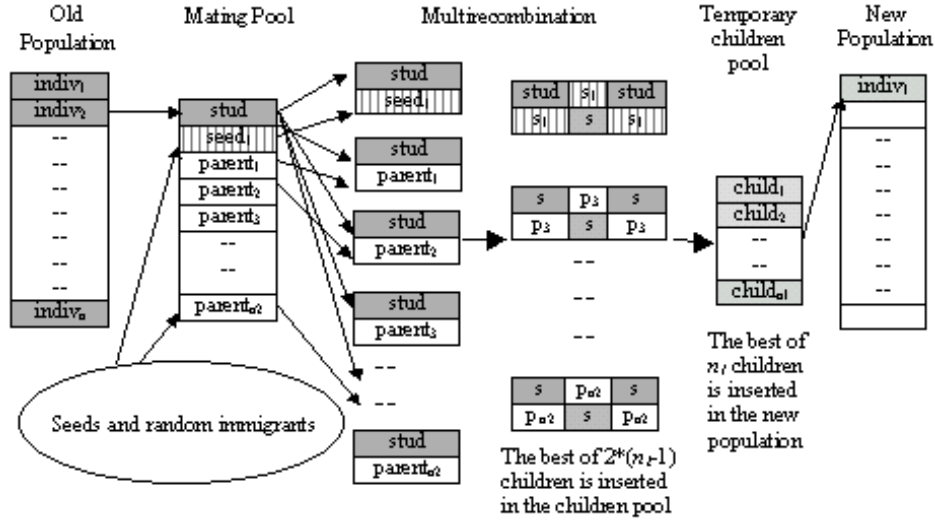 Old
Population
Mating Pool
Multirecombination
Temporary
children
pool
New
Population
indiv₁
indiv₂
--
--
--
--
--
--
indivₙ
stud
seed₁
parent₁
parent₂
parent₃
--
--
parentₙ₂
Seeds and random immigrants
stud
seed₁
stud
parent₁
stud
parent₂
stud
parent₃
--
--
stud
parentₙ₂
stud s₁ stud
s₁ s s₁
s p₃ s
p₃ s p₃
--
--
--
s pₙ₂ s
pₙ₂ s pₙ₂
The best of 2*(n₁-1)
children is inserted
in the children pool
child₁
child₂
--
--
childₙ₁
The best of
n₁ children
is inserted
in the new
population
indiv₁
--
--
--
--
--
--